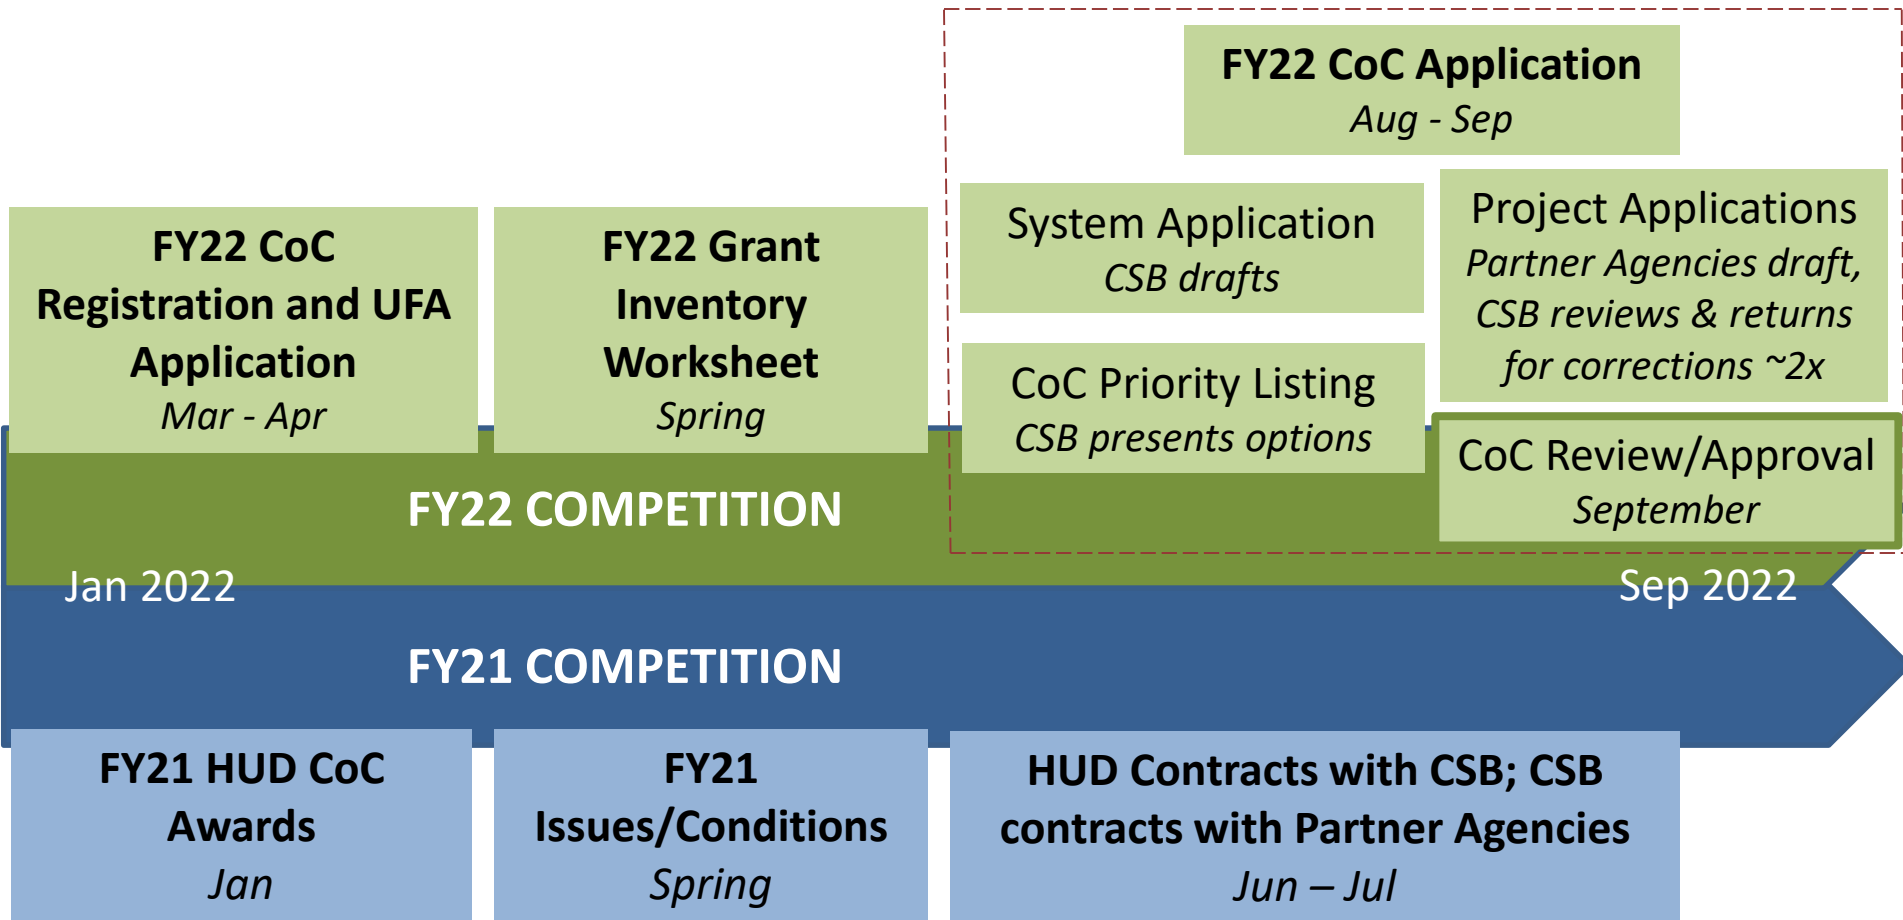 FY22 CoC Application
Aug - Sep
FY22 CoC
Registration and UFA
Application
Mar - Apr
FY22 Grant
Inventory
Worksheet
Spring
System Application
CSB drafts
Project Applications
Partner Agencies draft,
CSB reviews & returns
for corrections ~2x
CoC Priority Listing
CSB presents options
CoC Review/Approval
September
FY22 COMPETITION
Jan 2022
Sep 2022
FY21 COMPETITION
FY21 HUD CoC
Awards
Jan
FY21
Issues/Conditions
Spring
HUD Contracts with CSB; CSB
contracts with Partner Agencies
Jun – Jul